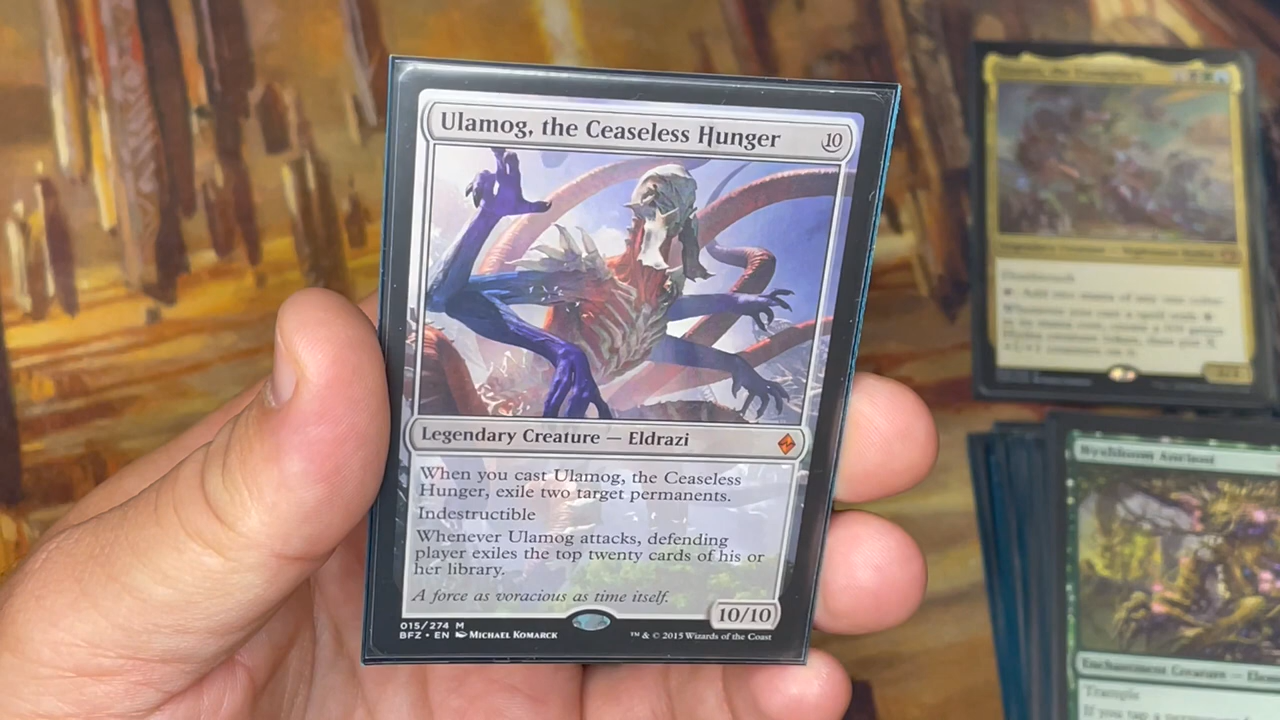 Ulamog, the Ceaseless Hunger
10
Legendary Creature — Eldrazi
When you cast Ulamog, the Ceaseless
Hunger, exile two target permanents.
Indestructible
Whenever Ulamog attacks, defending
player exiles the top twenty cards of his or
her library.
A force as voracious as time itself.
10/10
015/274 M
BFZ • EN Michael Komarck
™ & © 2015 Wizards of the Coast
Ancient
Enchantment Creature —
Trample
If you tap a